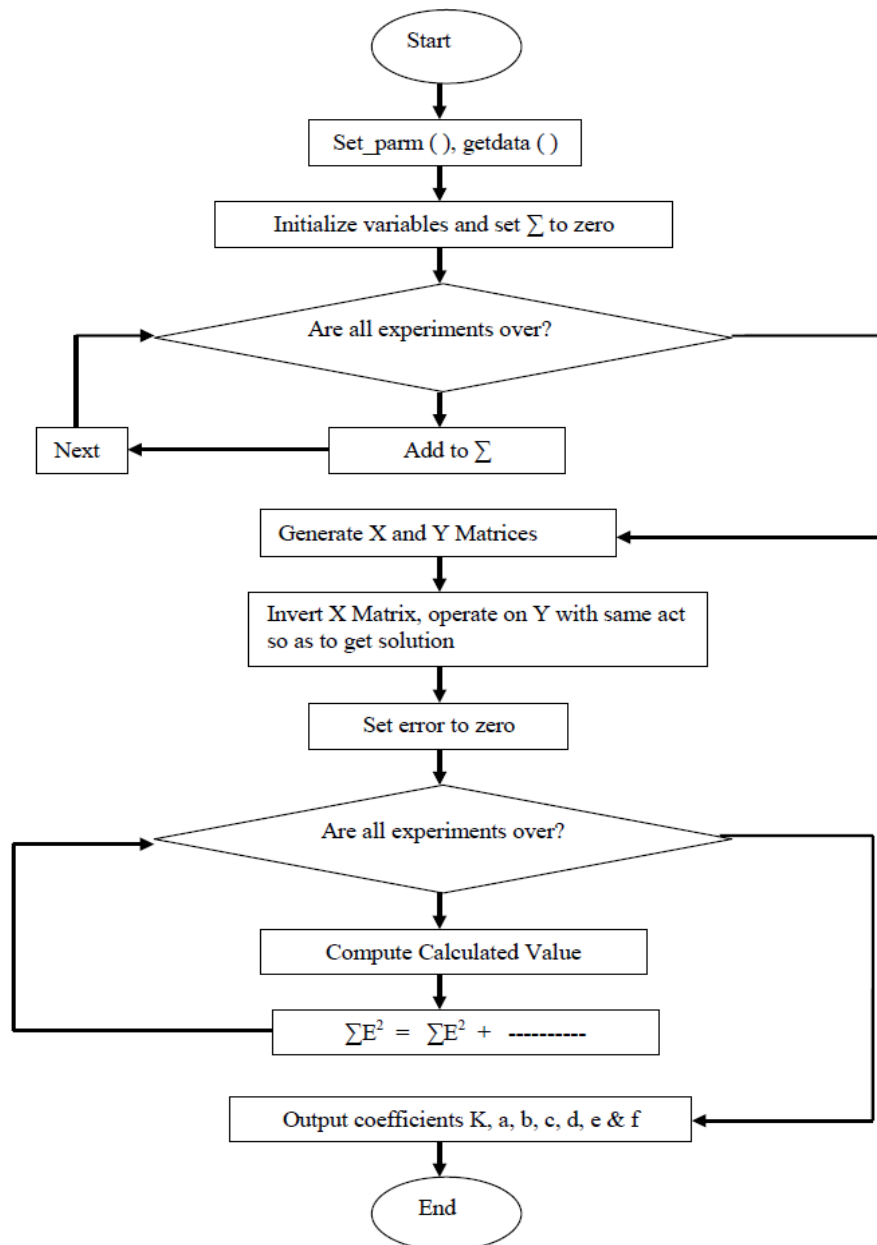 Start
Set_parm ( ), getdata ( )
Initialize variables and set ∑ to zero
Are all experiments over?
Next
Add to ∑
Generate X and Y Matrices
Invert X Matrix, operate on Y with same act
so as to get solution
Set error to zero
Are all experiments over?
Compute Calculated Value
∑E² = ∑E² + ----------
Output coefficients K, a, b, c, d, e & f
End